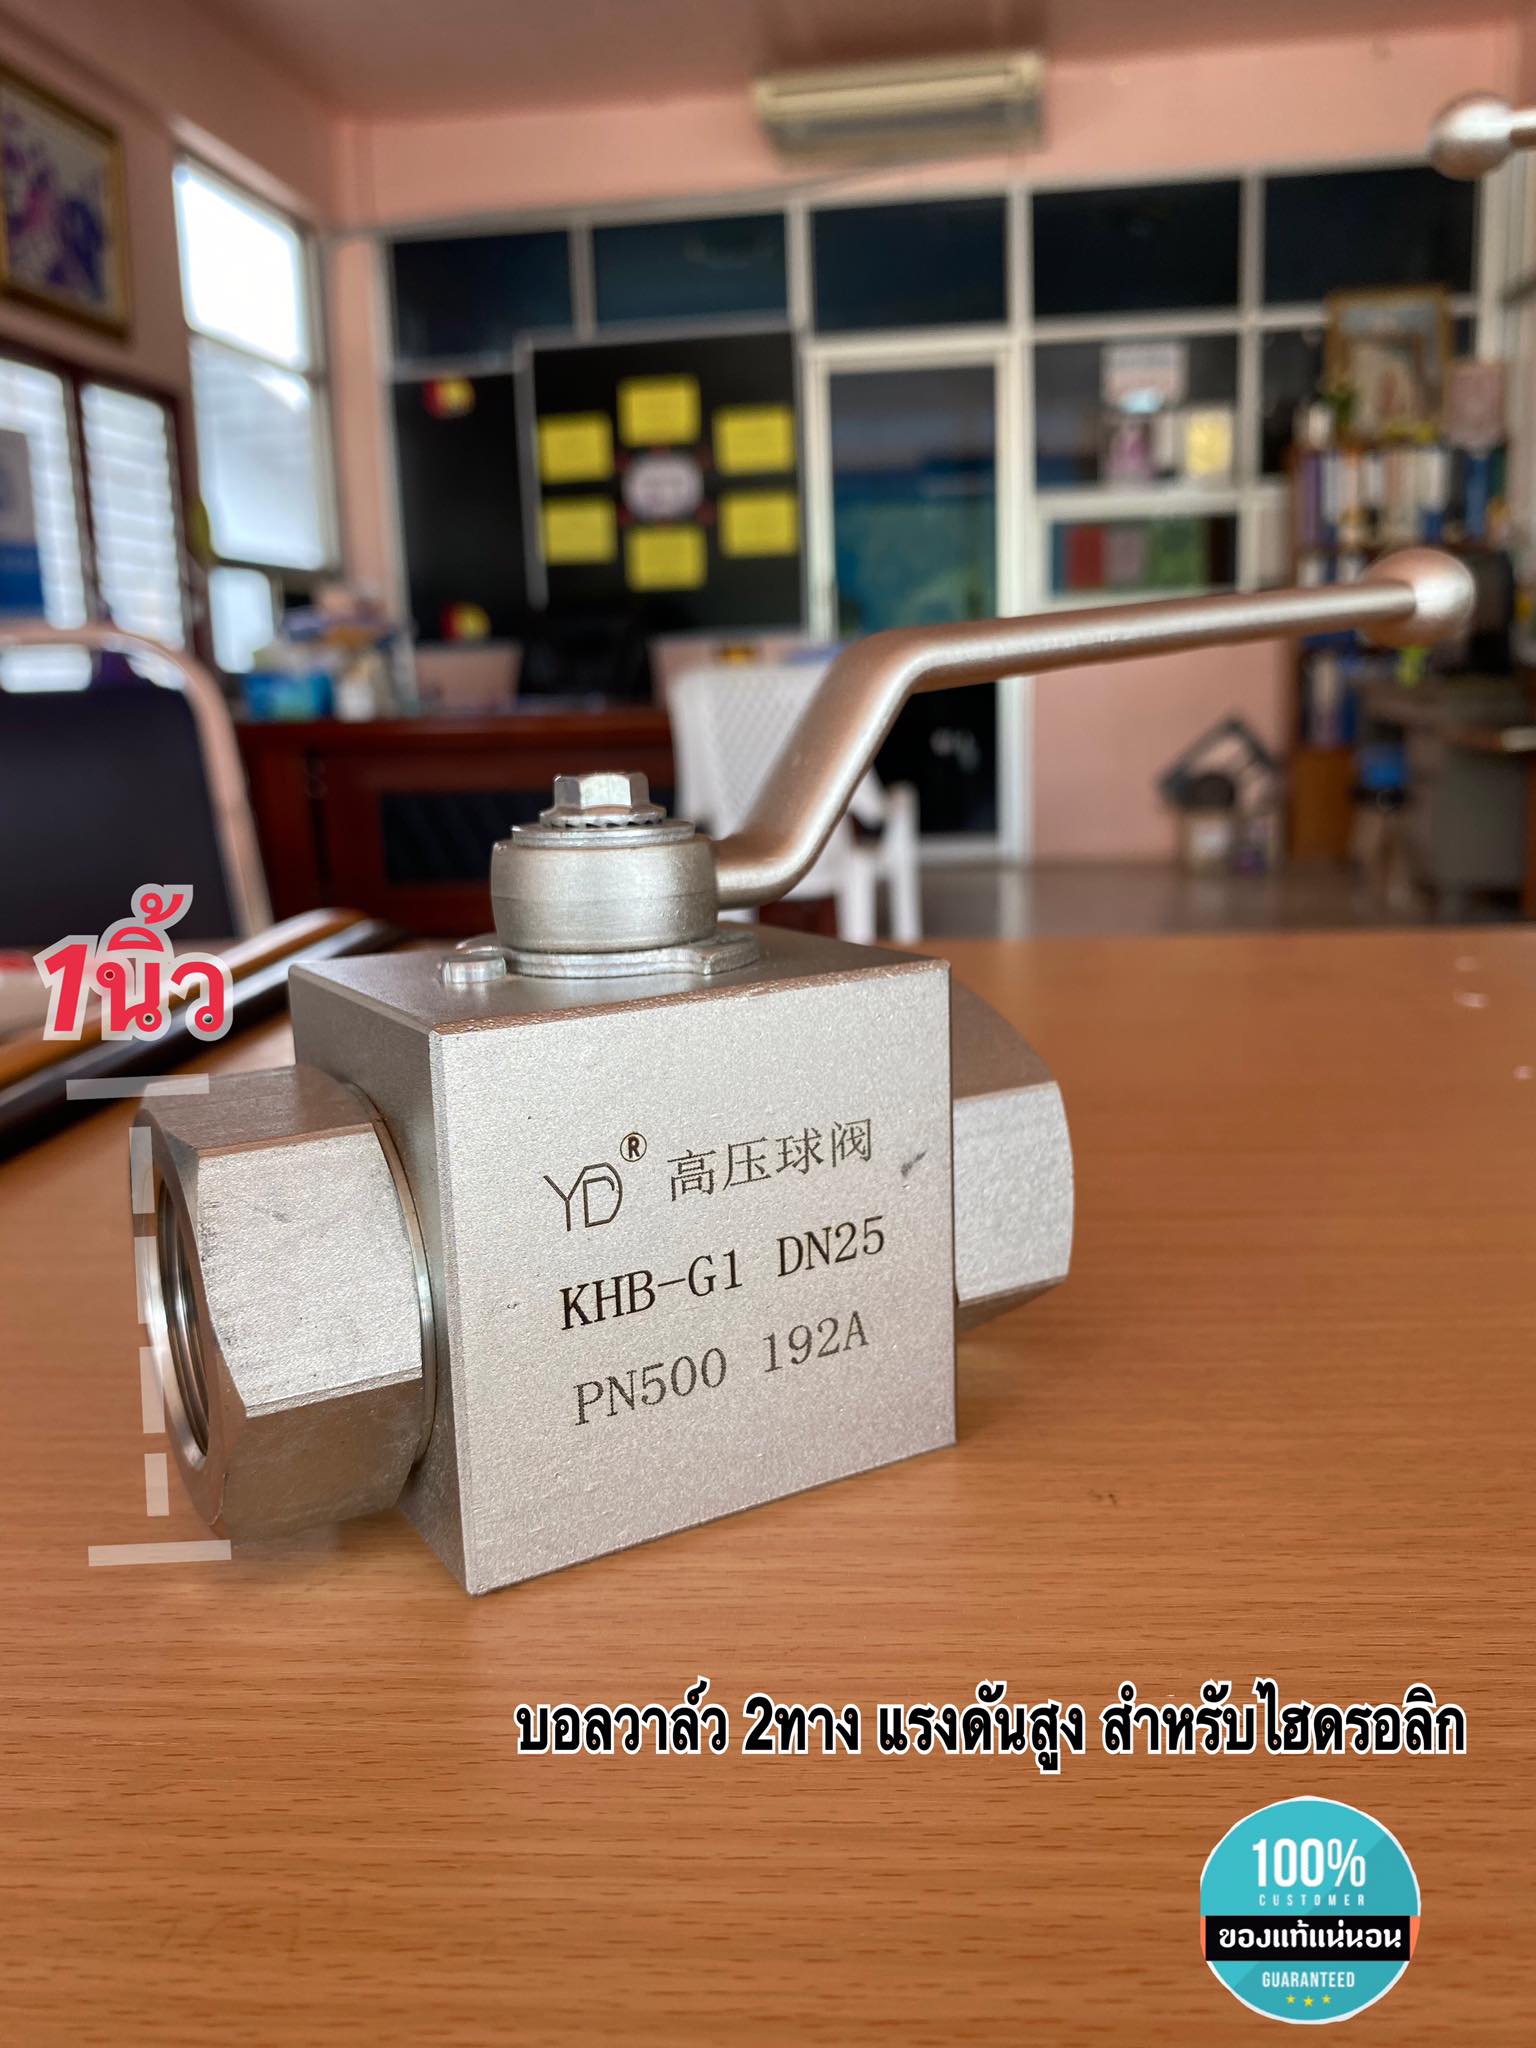 1นิ้ว
YD® 高压球阀
KHB-G1 DN25
PN500 192A
บอลวาล์ว 2ทาง แรงดันสูง สำหรับไฮดรอลิก
100%
CUSTOMER
ของแท้แน่นอน
GUARANTEED